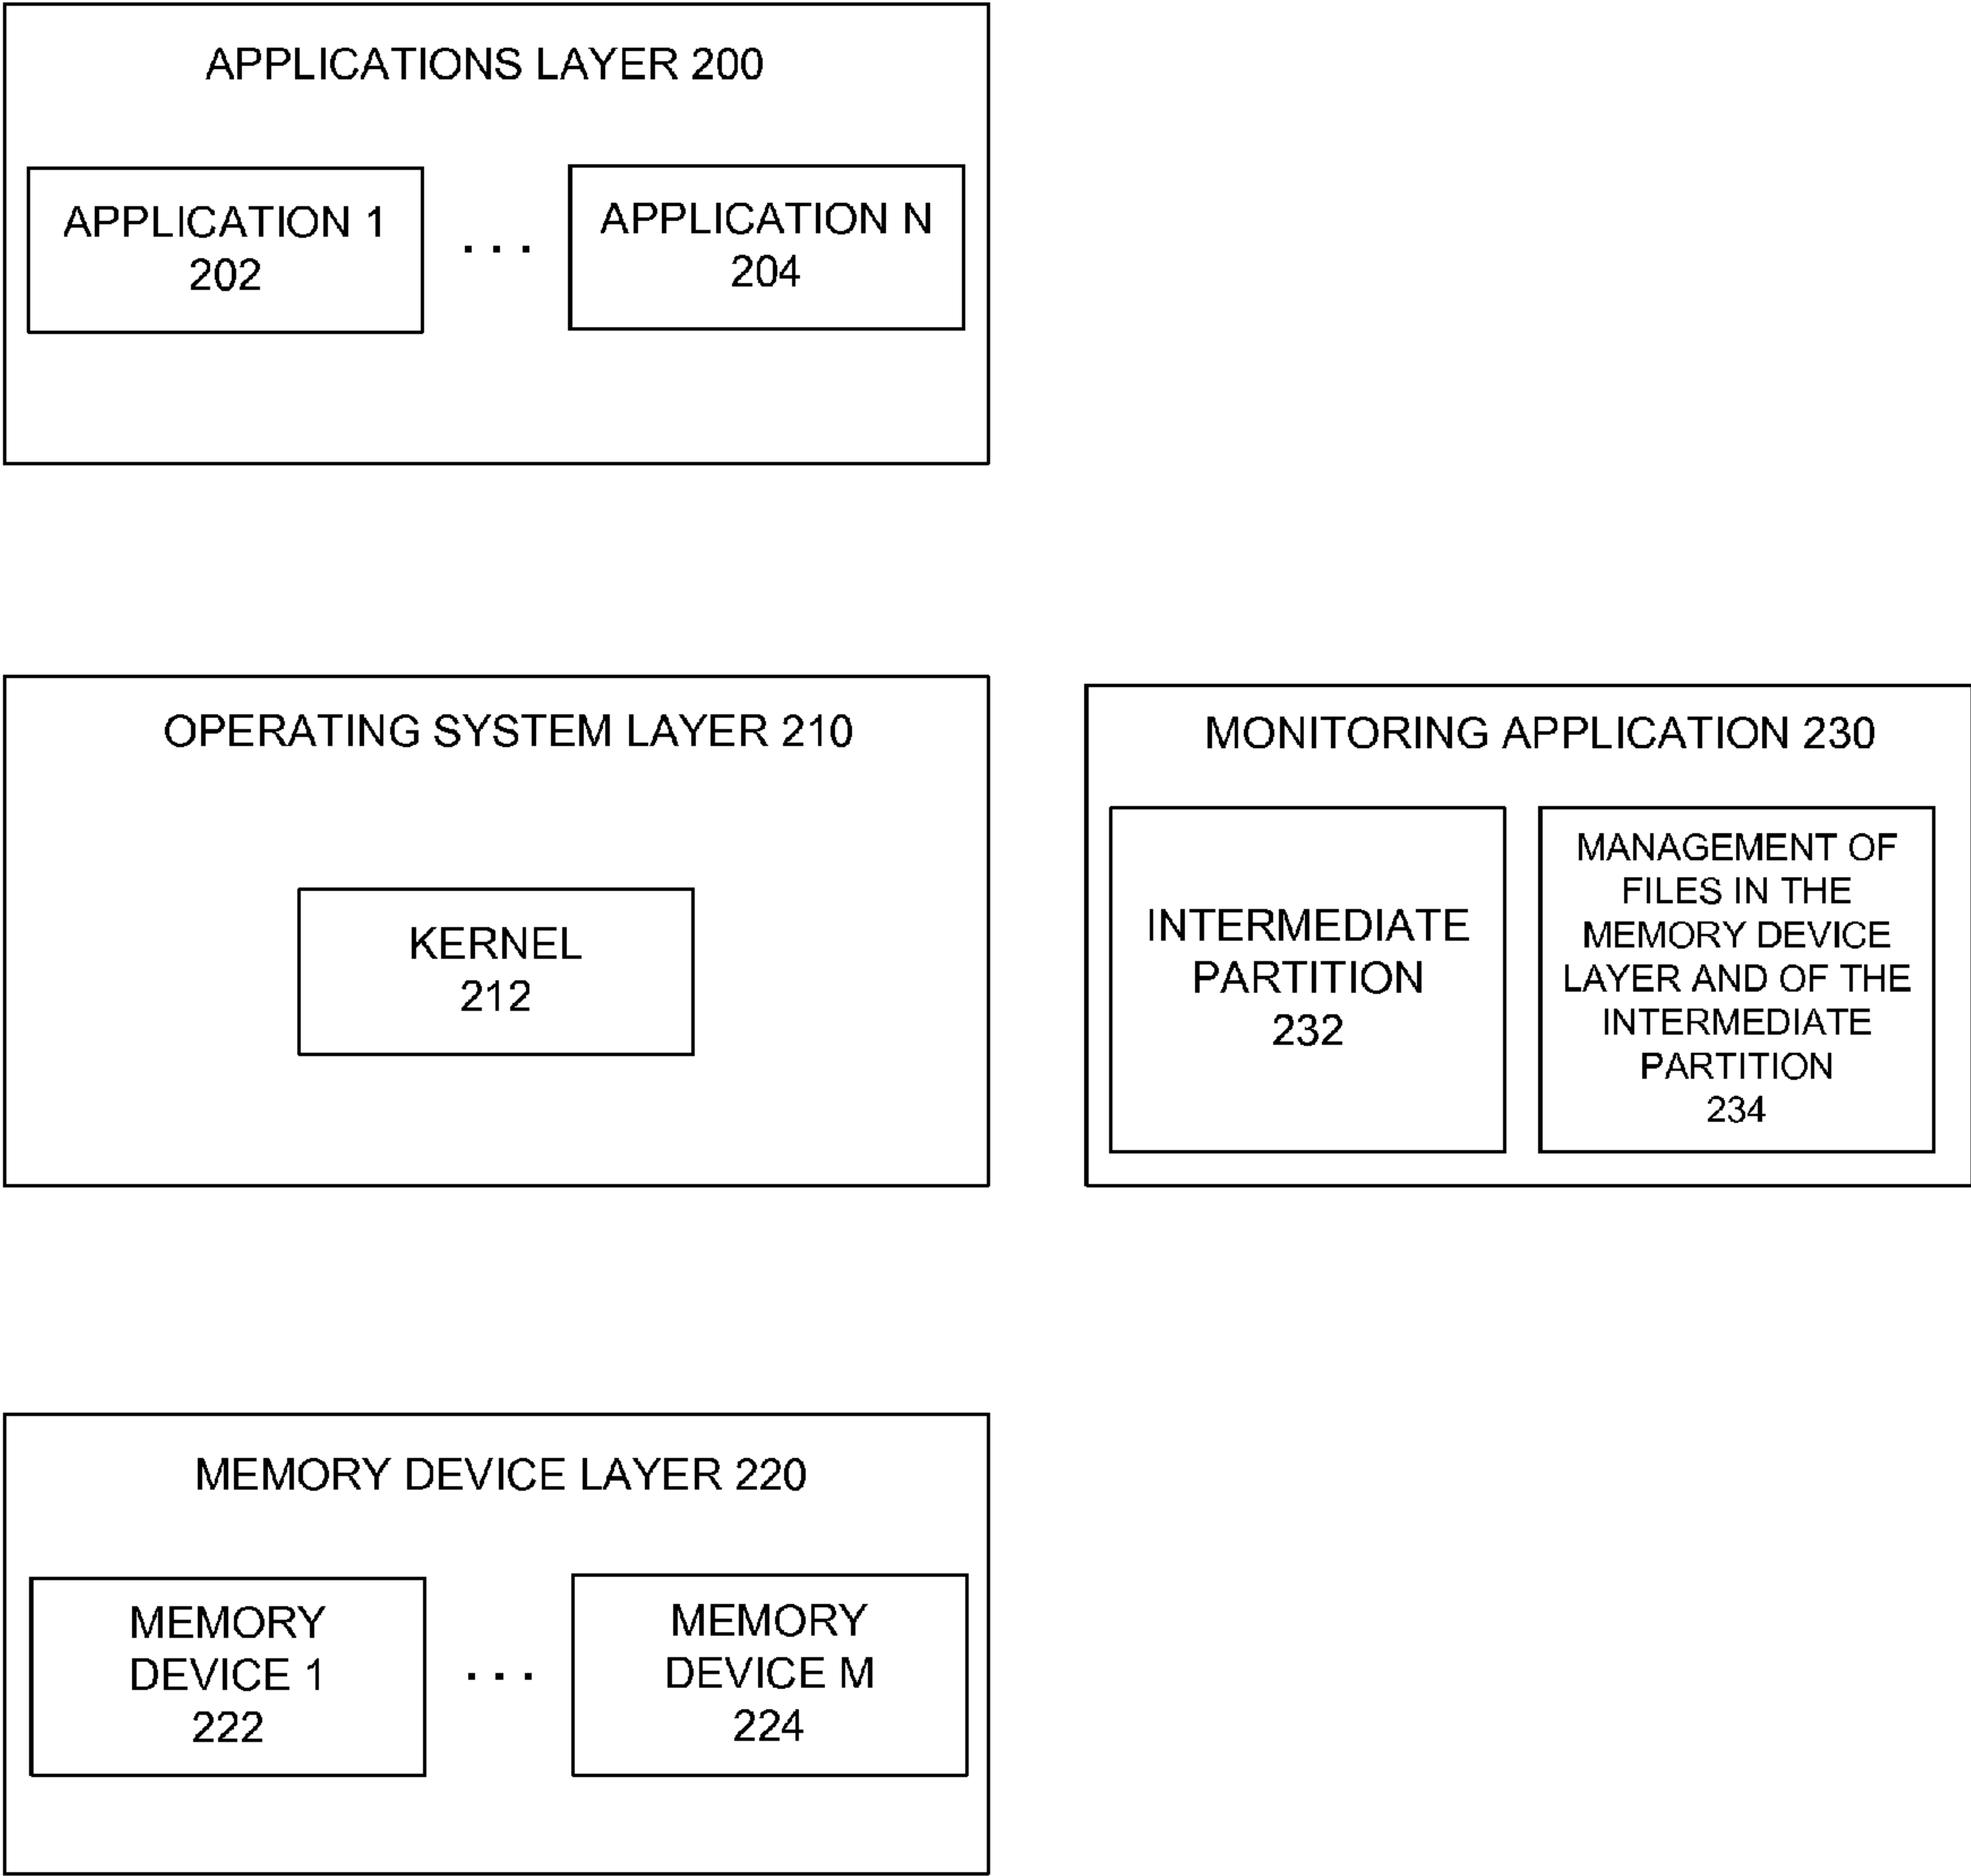 APPLICATIONS LAYER 200
APPLICATION 1
202
. . .
APPLICATION N
204
OPERATING SYSTEM LAYER 210
KERNEL
212
MONITORING APPLICATION 230
INTERMEDIATE
PARTITION
232
MANAGEMENT OF
FILES IN THE
MEMORY DEVICE
LAYER AND OF THE
INTERMEDIATE
PARTITION
234
MEMORY DEVICE LAYER 220
MEMORY
DEVICE 1
222
. . .
MEMORY
DEVICE M
224